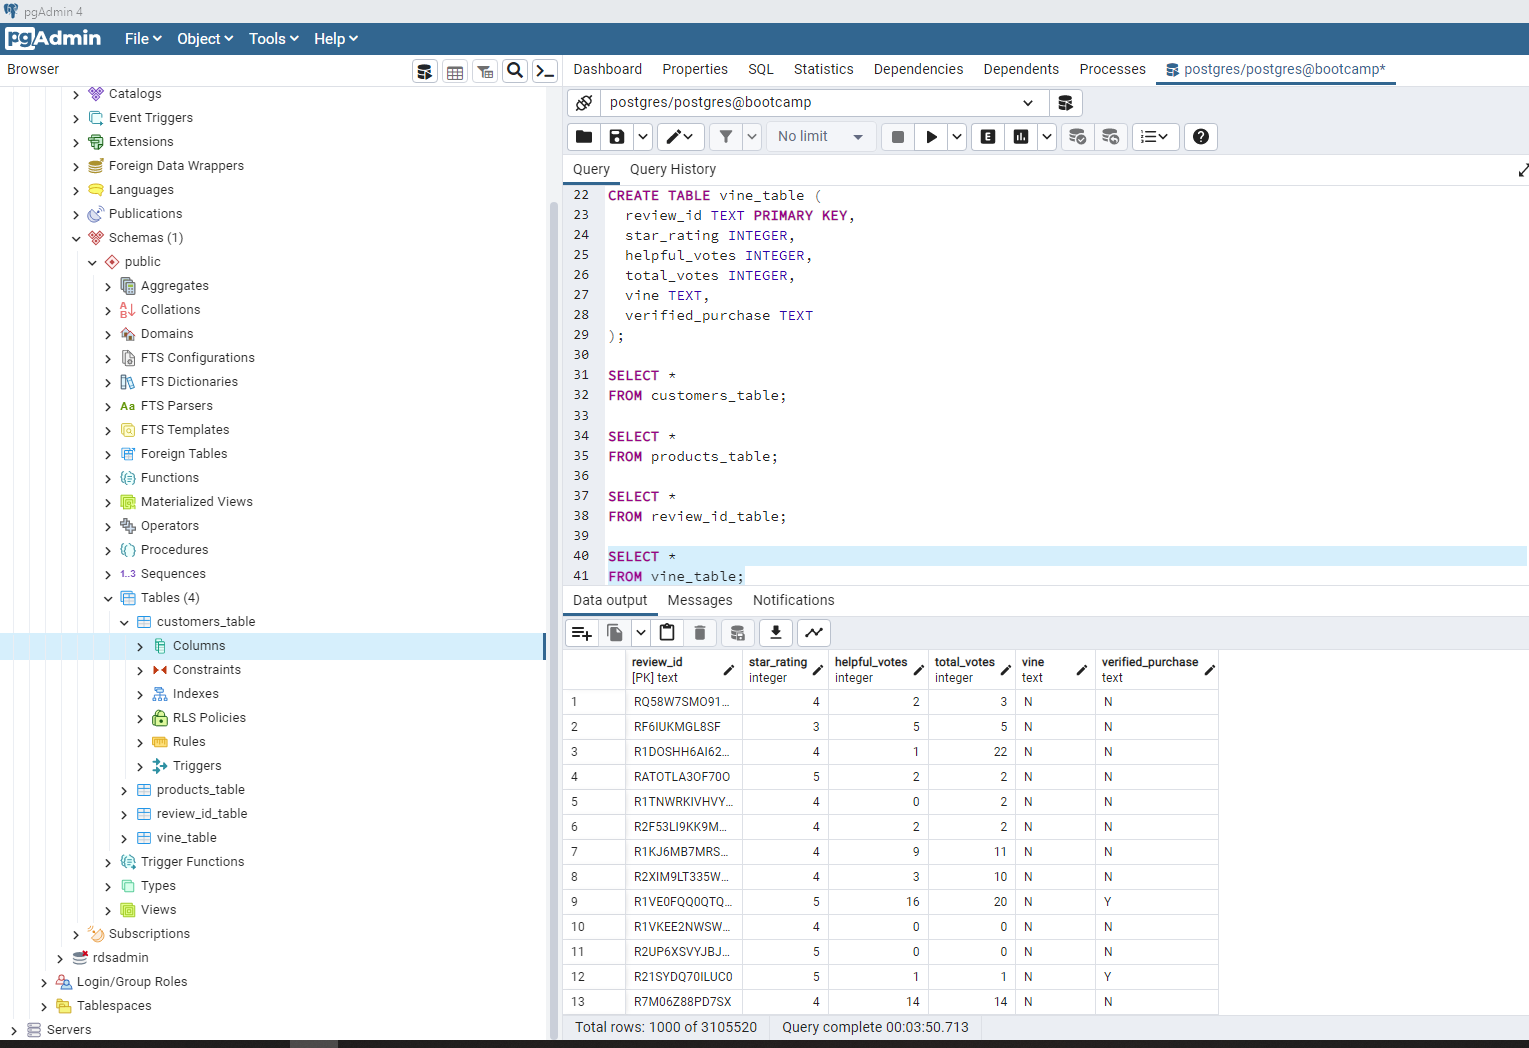 pgAdmin 4
pgAdmin File Object Tools Help
Browser
Catalogs
Event Triggers
Extensions
Foreign Data Wrappers
Languages
Publications
Schemas (1)
public
Aggregates
Collations
Domains
FTS Configurations
FTS Dictionaries
Aa FTS Parsers
FTS Templates
Foreign Tables
Functions
Materialized Views
Operators
Procedures
1..3 Sequences
Tables (4)
customers_table
Columns
Constraints
Indexes
RLS Policies
Rules
Triggers
products_table
review_id_table
vine_table
Trigger Functions
Types
Views
Subscriptions
rdsadmin
Login/Group Roles
Tablespaces
Servers
Dashboard Properties SQL Statistics Dependencies Dependents Processes postgres/postgres@bootcamp*
postgres/postgres@bootcamp
No limit E
Query Query History
22 CREATE TABLE vine_table (
23 review_id TEXT PRIMARY KEY,
24 star_rating INTEGER,
25 helpful_votes INTEGER,
26 total_votes INTEGER,
27 vine TEXT,
28 verified_purchase TEXT
29 );
30
31 SELECT *
32 FROM customers_table;
33
34 SELECT *
35 FROM products_table;
36
37 SELECT *
38 FROM review_id_table;
39
40 SELECT *
41 FROM vine_table;
Data output Messages Notifications
review_id star_rating helpful_votes total_votes vine verified_purchase
[PK] text integer integer integer text text
1 RQ58W7SMO91... 4 2 3 N N
2 RF6IUKMGL8SF 3 5 5 N N
3 R1DOSHH6AI62... 4 1 22 N N
4 RATOTLA3OF70O 5 2 2 N N
5 R1TNWRKIVHVY... 4 0 2 N N
6 R2F53LI9KK9M... 4 2 2 N N
7 R1KJ6MB7MRS... 4 9 11 N N
8 R2XIM9LT335W... 4 3 10 N N
9 R1VE0FQQ0QTQ... 5 16 20 N Y
10 R1VKEE2NWSW... 4 0 0 N N
11 R2UP6XSVYJBJ... 5 0 0 N N
12 R21SYDQ70ILUC0 5 1 1 N Y
13 R7M06Z88PD7SX 4 14 14 N N
Total rows: 1000 of 3105520 Query complete 00:03:50.713